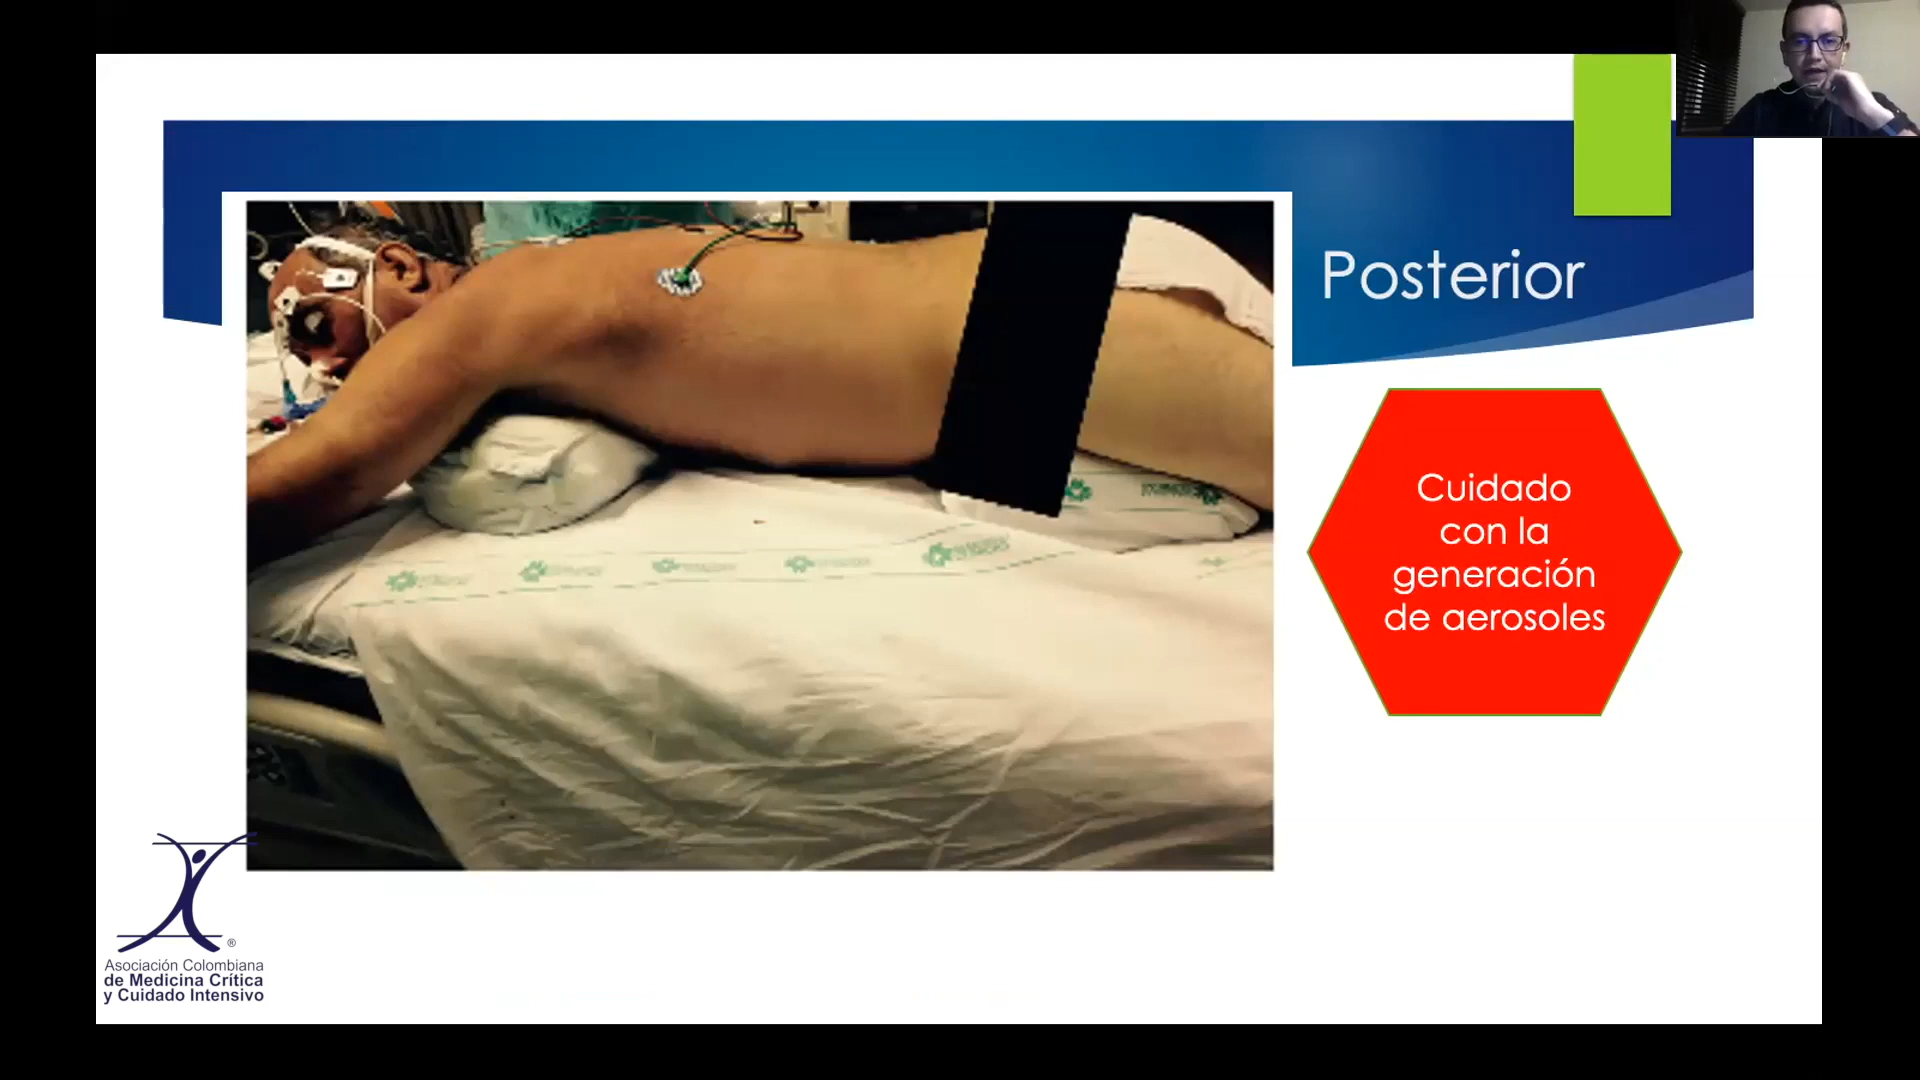 Posterior
Cuidado
con la
generación
de aerosoles
®
Asociación Colombiana
de Medicina Crítica
y Cuidado Intensivo